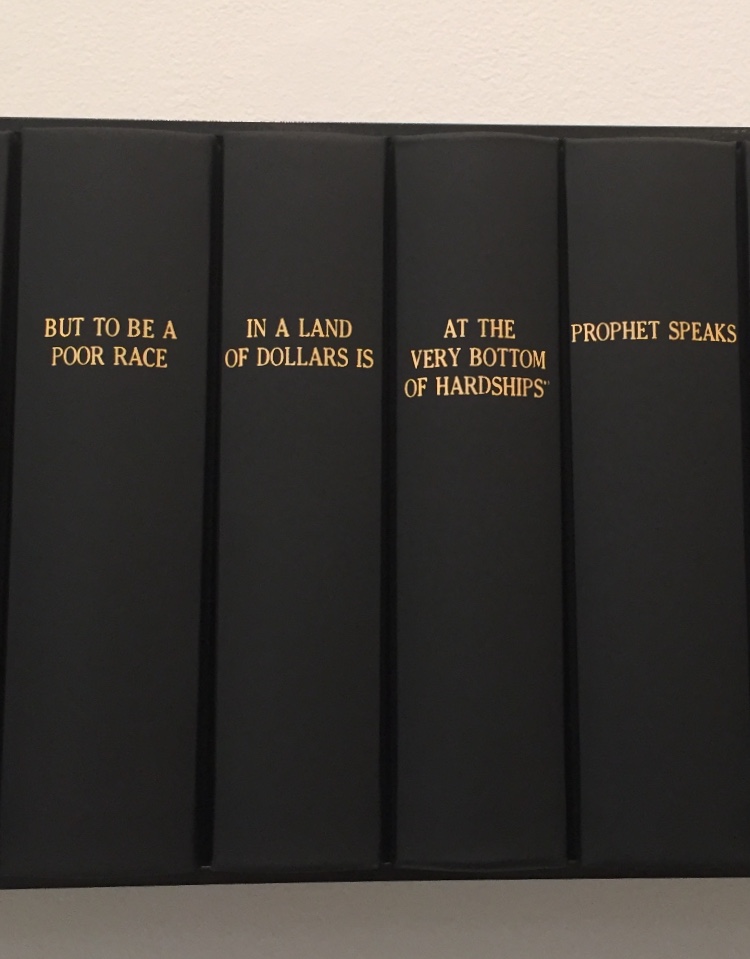 BUT TO BE A
POOR RACE
IN A LAND
OF DOLLARS IS
AT THE
VERY BOTTOM
OF HARDSHIPS"
PROPHET SPEAKS